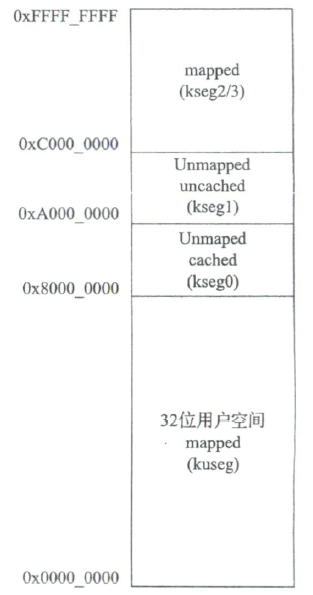 0xFFFF_FFFF
mapped
(kseg2/3)
0xC000_0000
Unmapped
uncached
(kseg1)
0xA000_0000
Unmaped
cached
(kseg0)
0x8000_0000
32位用户空间
mapped
(kuseg)
0x0000_0000